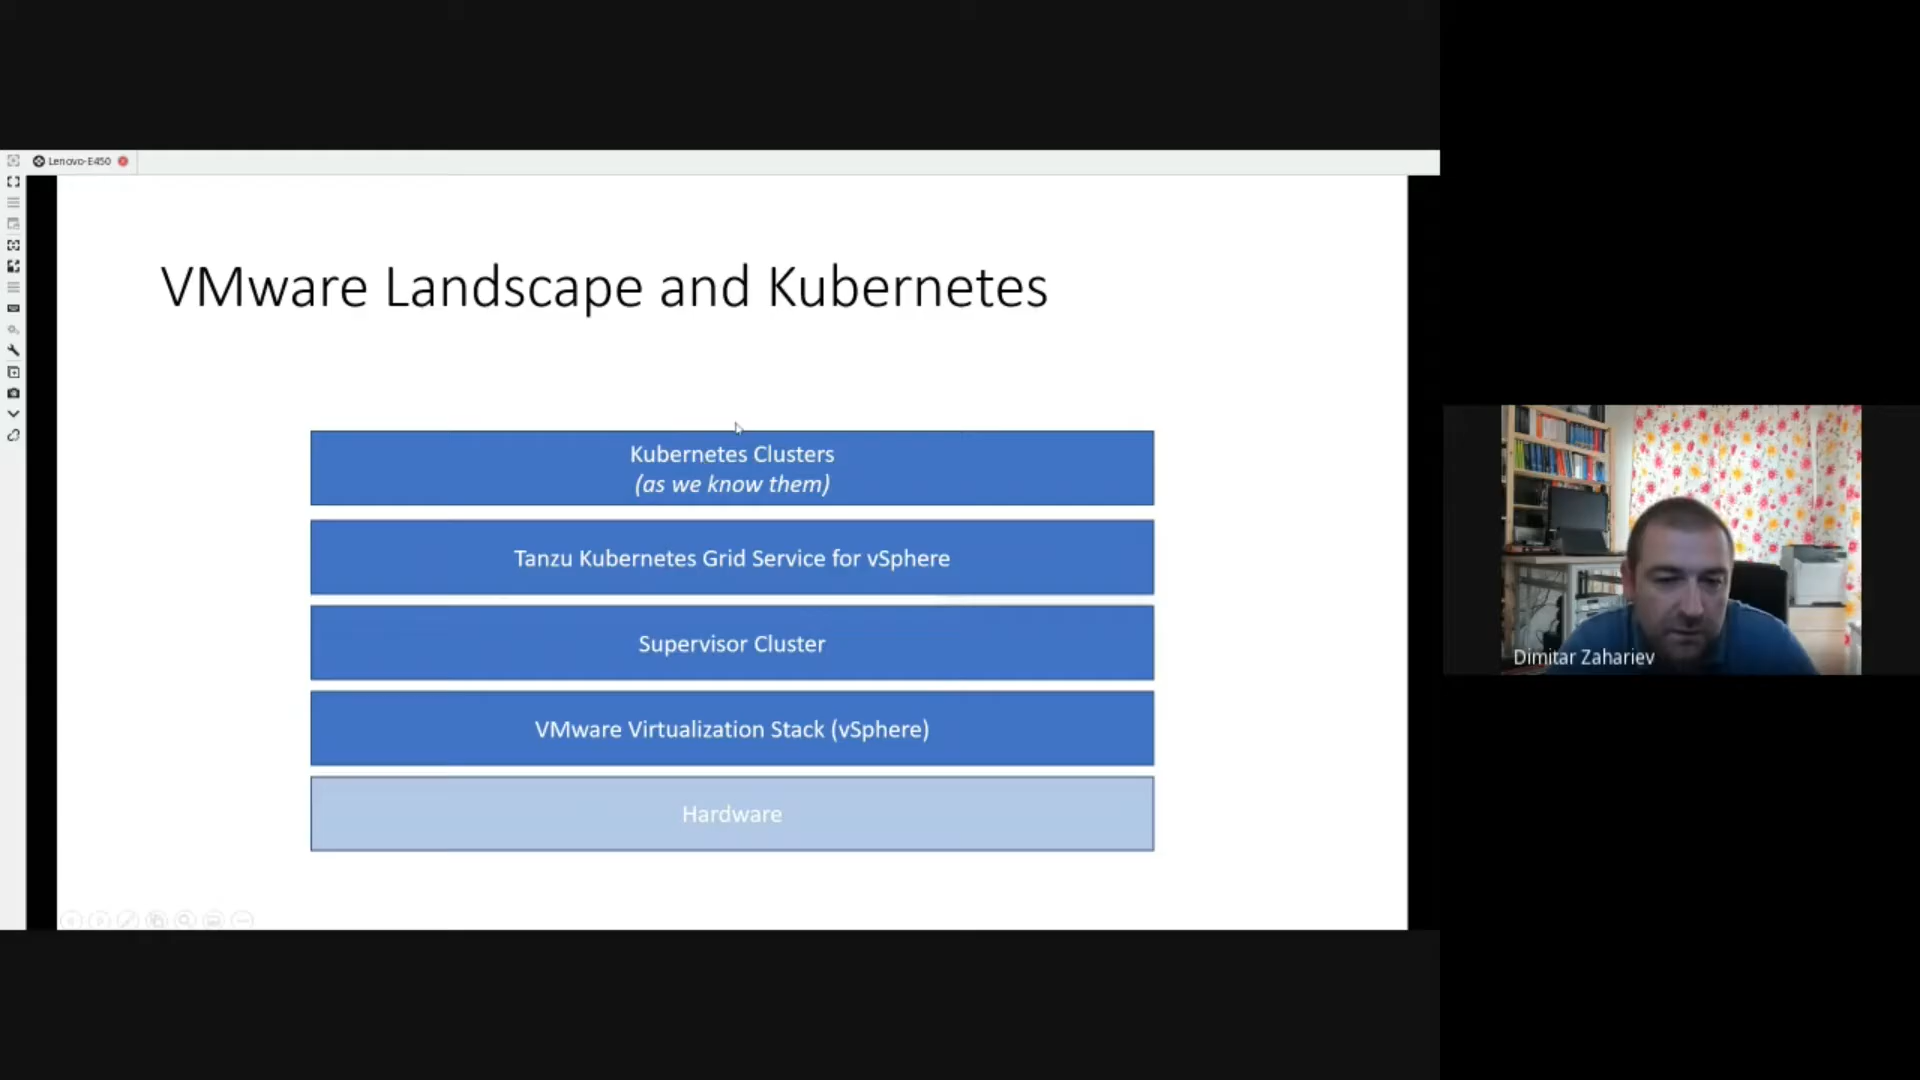 Lenovo-E450
VMware Landscape and Kubernetes
Kubernetes Clusters
(as we know them)
Tanzu Kubernetes Grid Service for vSphere
Supervisor Cluster
VMware Virtualization Stack (vSphere)
Hardware
Dimitar Zahariev